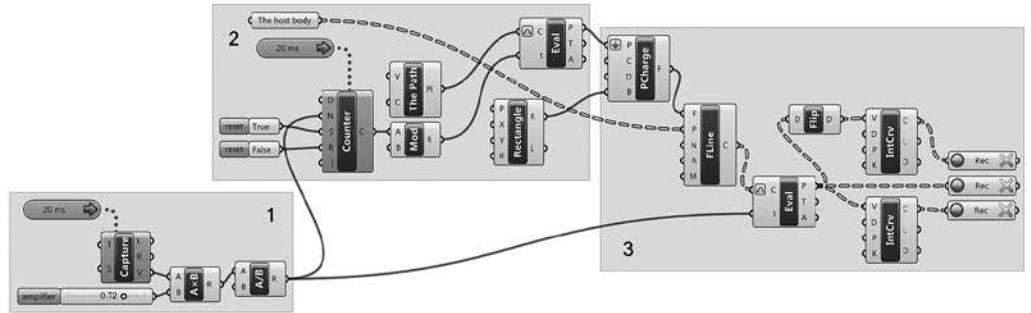 The host body
2
20 ms
D
N
S
R
I
Counter
C
reset True
reset False
V
C
The Path
Pl
A
B
Mod
R
P
X
Y
R
Rectangle
R
L
C
t
Eval
P
T
A
P
C
D
B
PCharge
F
F
P
N
A
M
FLine
C
C
t
Eval
P
T
A
D
Flip
D
V
D
P
K
IntCrv
C
L
D
V
D
P
K
IntCrv
C
L
D
Rec
Rec
Rec
3
1
20 ms
T
S
Capture
L
R
V
amplifier 0.72
A
B
A×B
R
A
B
A/B
R